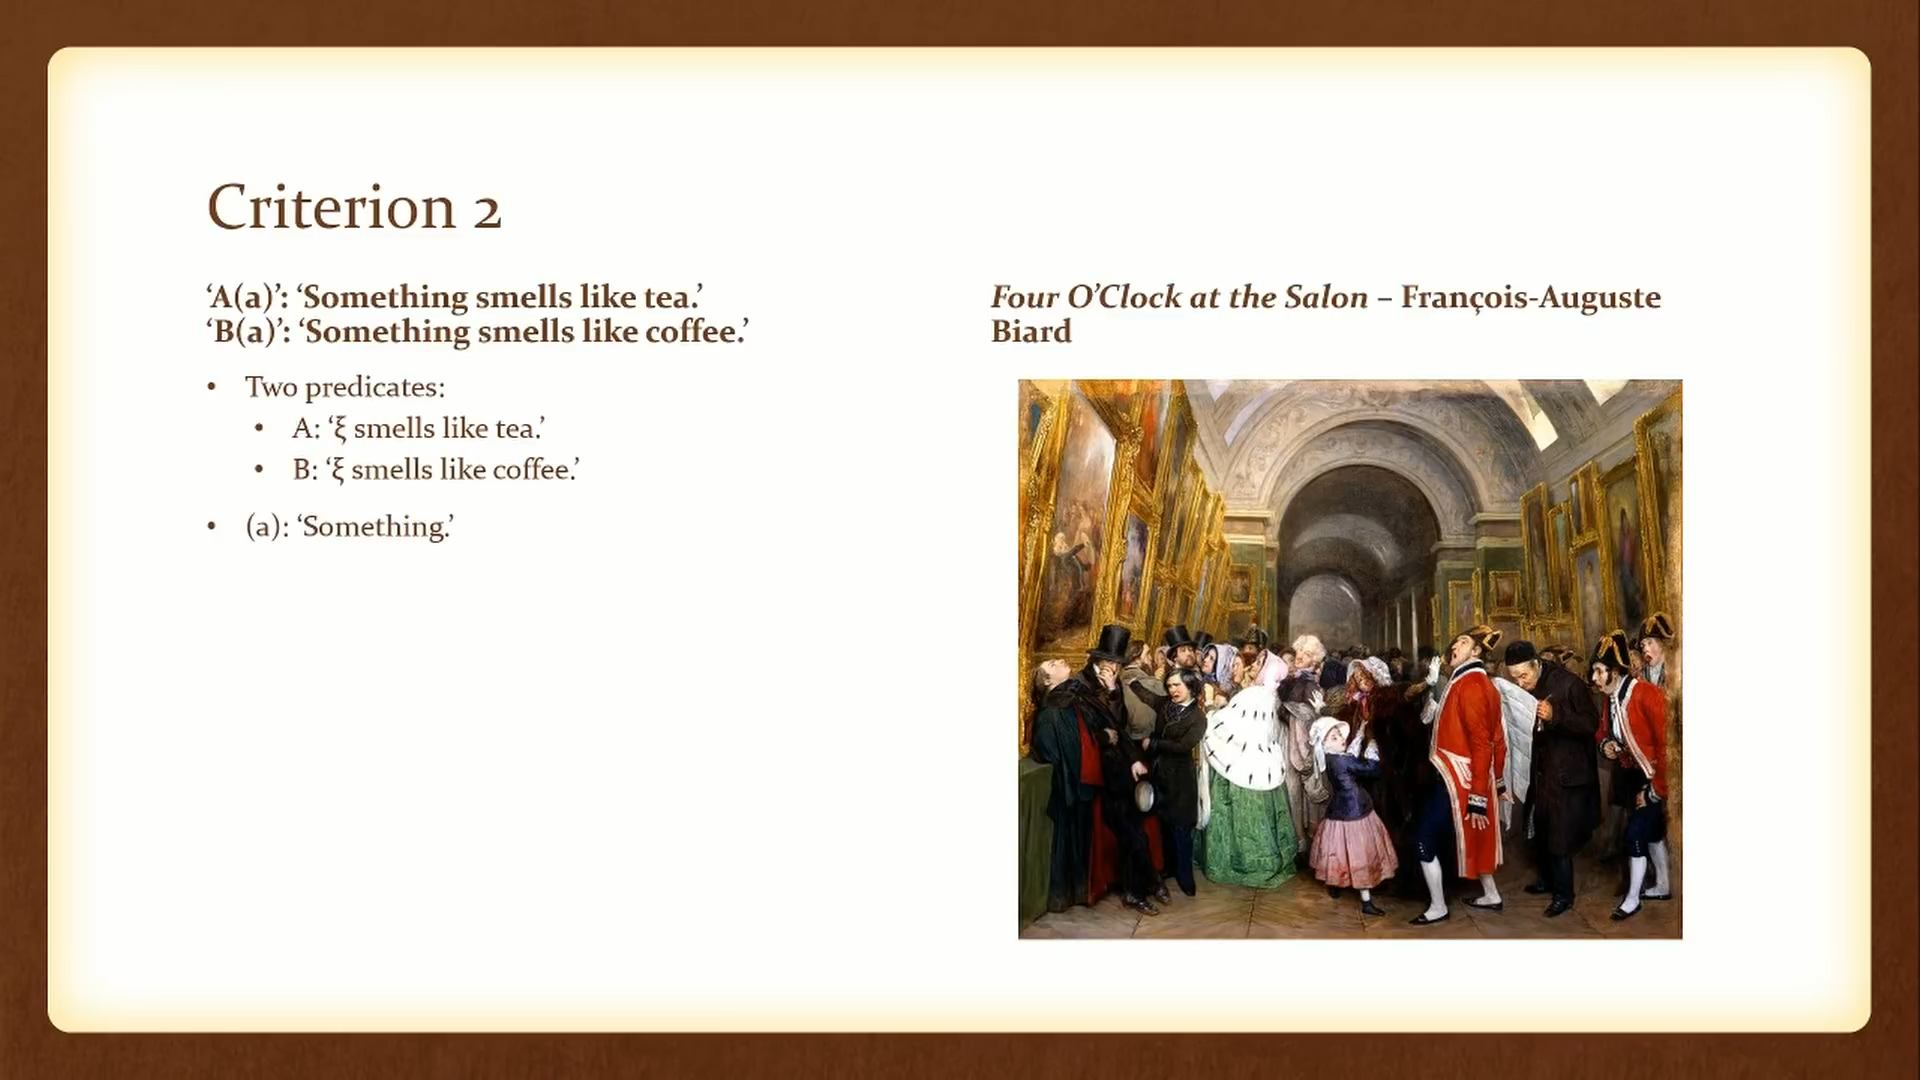 Criterion 2
‘A(a)’: ‘Something smells like tea.’
‘B(a)’: ‘Something smells like coffee.’
• Two predicates:
• A: ‘ξ smells like tea.’
• B: ‘ξ smells like coffee.’
• (a): ‘Something.’
Four O’Clock at the Salon – François-Auguste
Biard